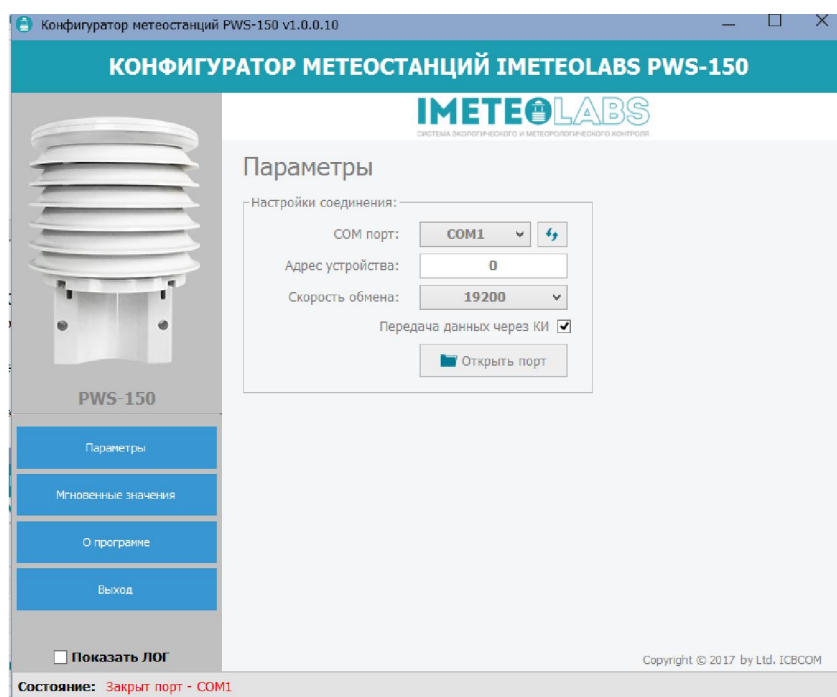 Конфигуратор метеостанций PWS-150 v1.0.0.10
КОНФИГУРАТОР МЕТЕОСТАНЦИЙ IMETEOLABS PWS-150
IMETEOLABS
СИСТЕМА ЭКОЛОГИЧЕСКОГО И МЕТЕОРОЛОГИЧЕСКОГО КОНТРОЛЯ
Параметры
Настройки соединения:
COM порт: COM1
Адрес устройства: 0
Скорость обмена: 19200
Передача данных через КИ
Открыть порт
PWS-150
Параметры
Мгновенные значения
О программе
Выход
Показать ЛОГ
Copyright © 2017 by Ltd. ICBCOM
Состояние: Закрыт порт - COM1